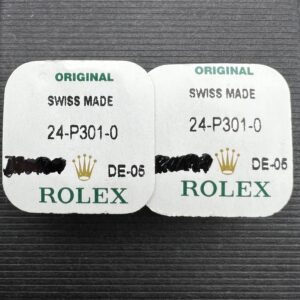 ORIGINAL
SWISS MADE
24-P301-0
DE-05
ROLEX
ORIGINAL
SWISS MADE
24-P301-0
DE-05
ROLEX